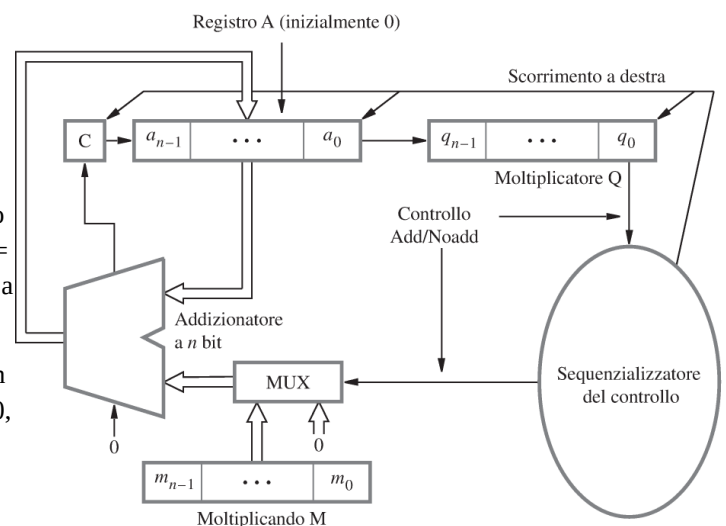 Registro A (inizialmente 0)
Scorrimento a destra
C
a_{n−1}
• • •
a_0
q_{n−1}
• • •
q_0
Moltiplicatore Q
Controllo
Add/Noadd
=
a
Addizionatore
a n bit
MUX
Sequenzializzatore
del controllo
0,
0
0
m_{n−1}
• • •
m_0
Moltiplicando M